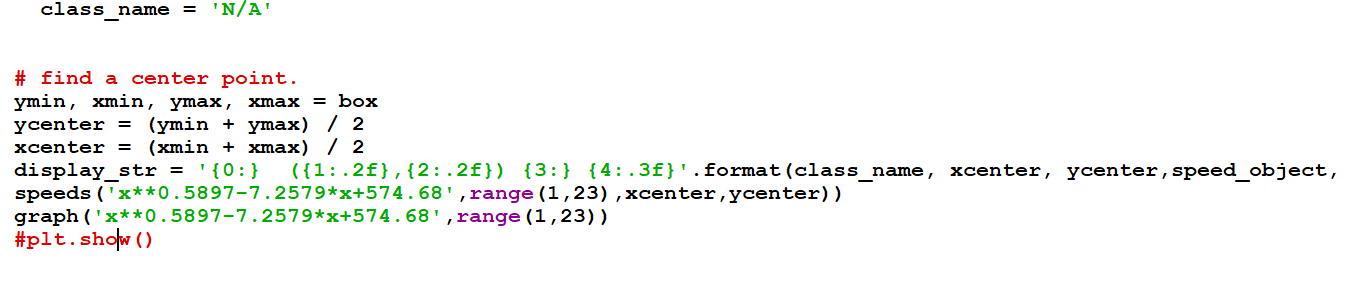 class_name = 'N/A'
# find a center point.
ymin, xmin, ymax, xmax = box
ycenter = (ymin + ymax) / 2
xcenter = (xmin + xmax) / 2
display_str = '{0:}  ({1:.2f},{2:.2f}) {3:} {4:.3f}'.format(class_name, xcenter, ycenter,speed_object,
speeds('x**0.5897-7.2579*x+574.68',range(1,23),xcenter,ycenter))
graph('x**0.5897-7.2579*x+574.68',range(1,23))
#plt.show()